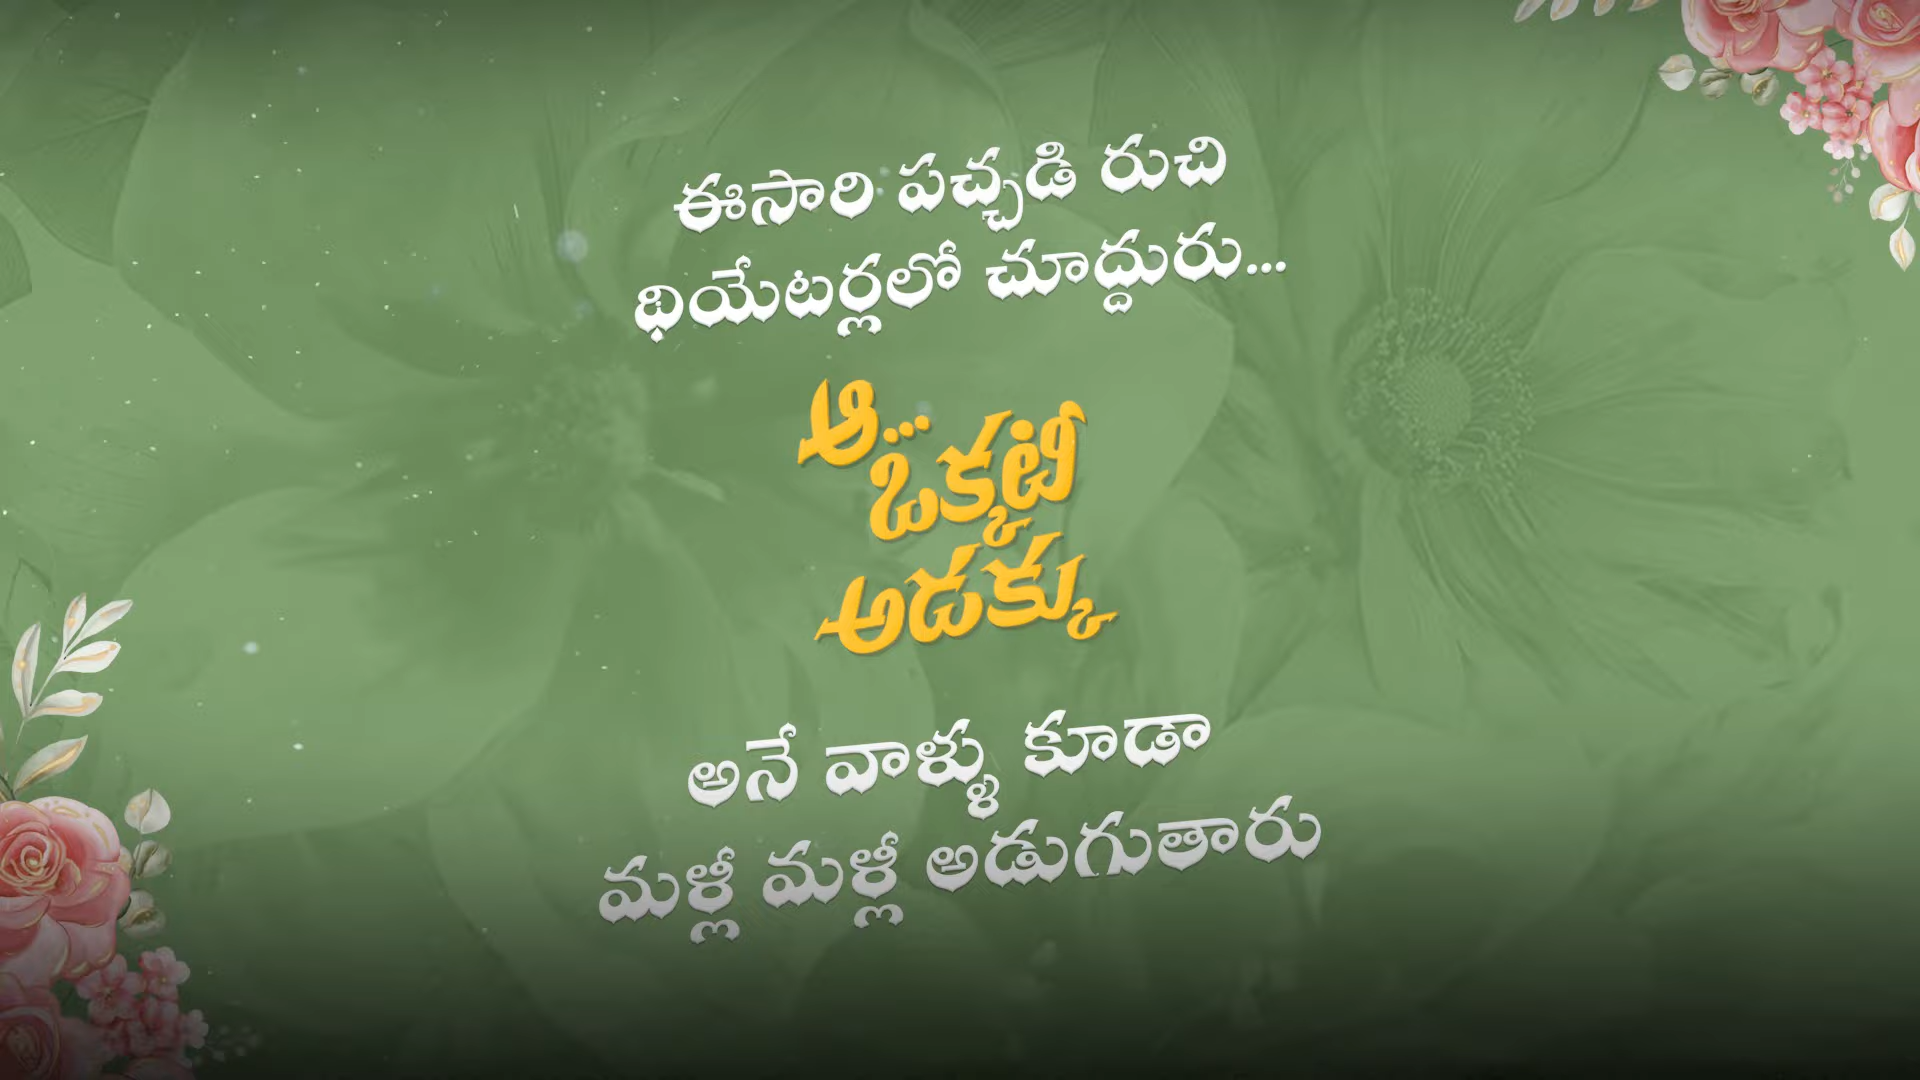 ఈసారి పచ్చడి రుచి
థియేటర్లలో చూద్దురు...
ఆ...
ఒక్కటీ
అడక్కు
అనే వాళ్ళు కూడా
మళ్లీ మళ్లీ అడుగుతారు